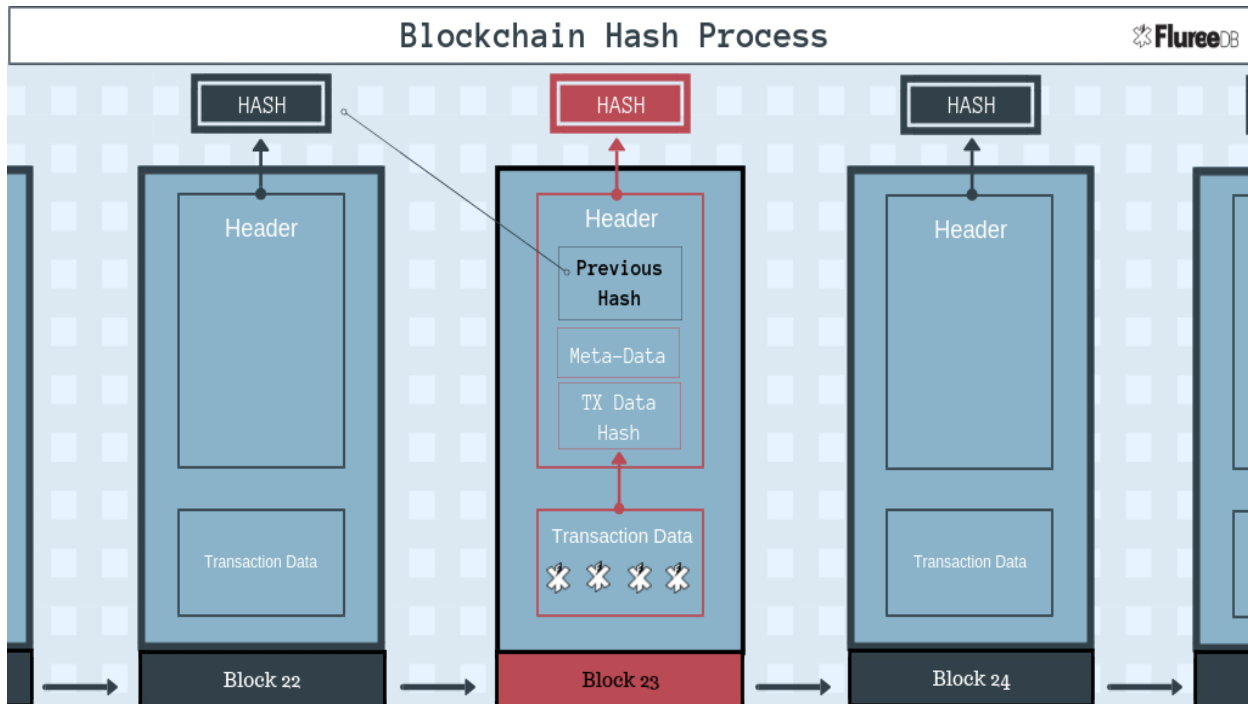 Blockchain Hash Process
FlureeDB
HASH
HASH
HASH
Header
Header
Header
Previous
Hash
Meta-Data
TX Data
Hash
Transaction Data
Transaction Data
Transaction Data
Block 22
Block 23
Block 24